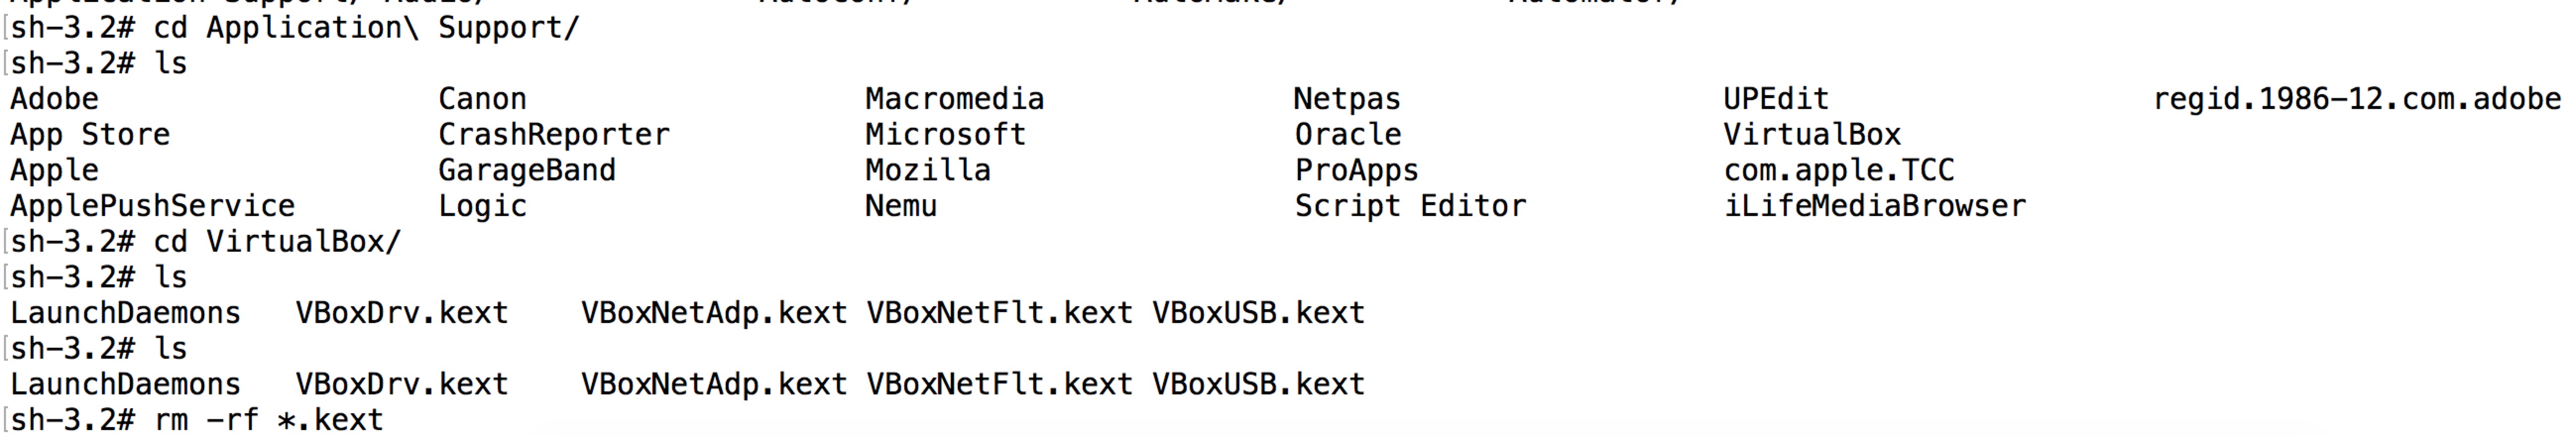 [sh-3.2# cd Application\ Support/
[sh-3.2# ls
Adobe Canon Macromedia Netpas UPEdit regid.1986-12.com.adobe
App Store CrashReporter Microsoft Oracle VirtualBox
Apple GarageBand Mozilla ProApps com.apple.TCC
ApplePushService Logic Nemu Script Editor iLifeMediaBrowser
[sh-3.2# cd VirtualBox/
[sh-3.2# ls
LaunchDaemons VBoxDrv.kext VBoxNetAdp.kext VBoxNetFlt.kext VBoxUSB.kext
[sh-3.2# ls
LaunchDaemons VBoxDrv.kext VBoxNetAdp.kext VBoxNetFlt.kext VBoxUSB.kext
[sh-3.2# rm -rf *.kext